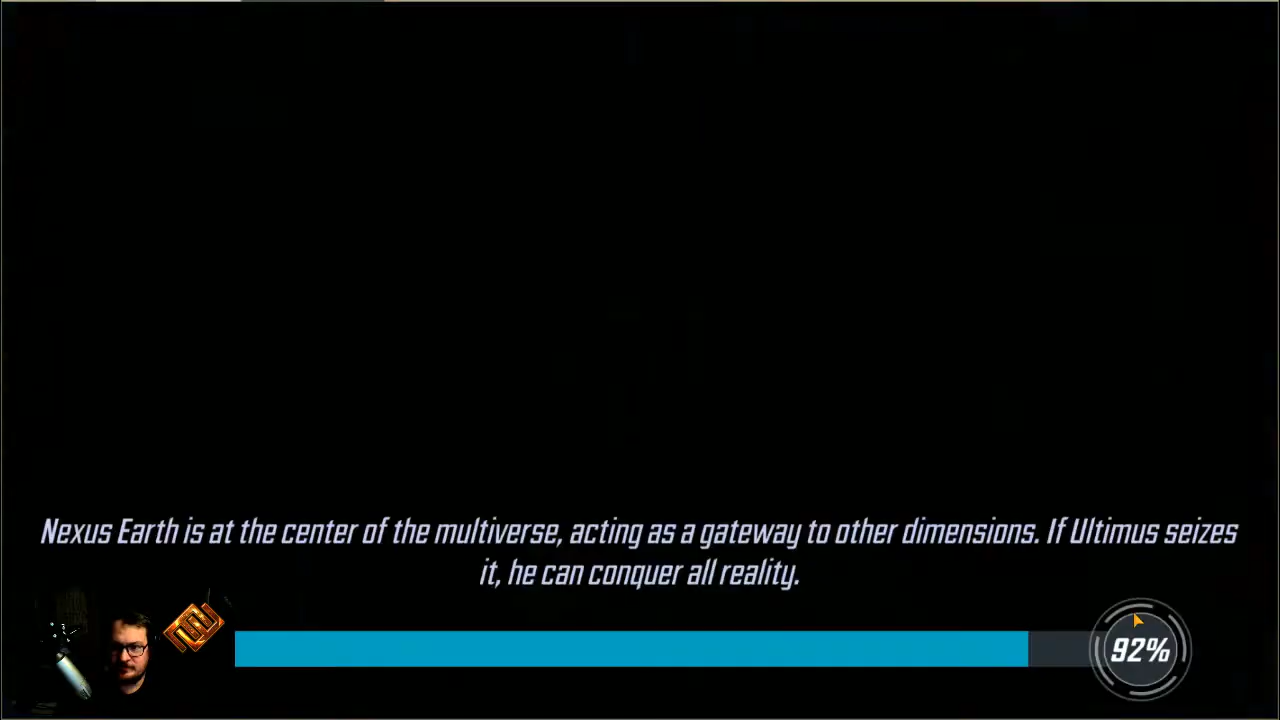 Nexus Earth is at the center of the multiverse, acting as a gateway to other dimensions. If Ultimus seizes
it, he can conquer all reality.
92%